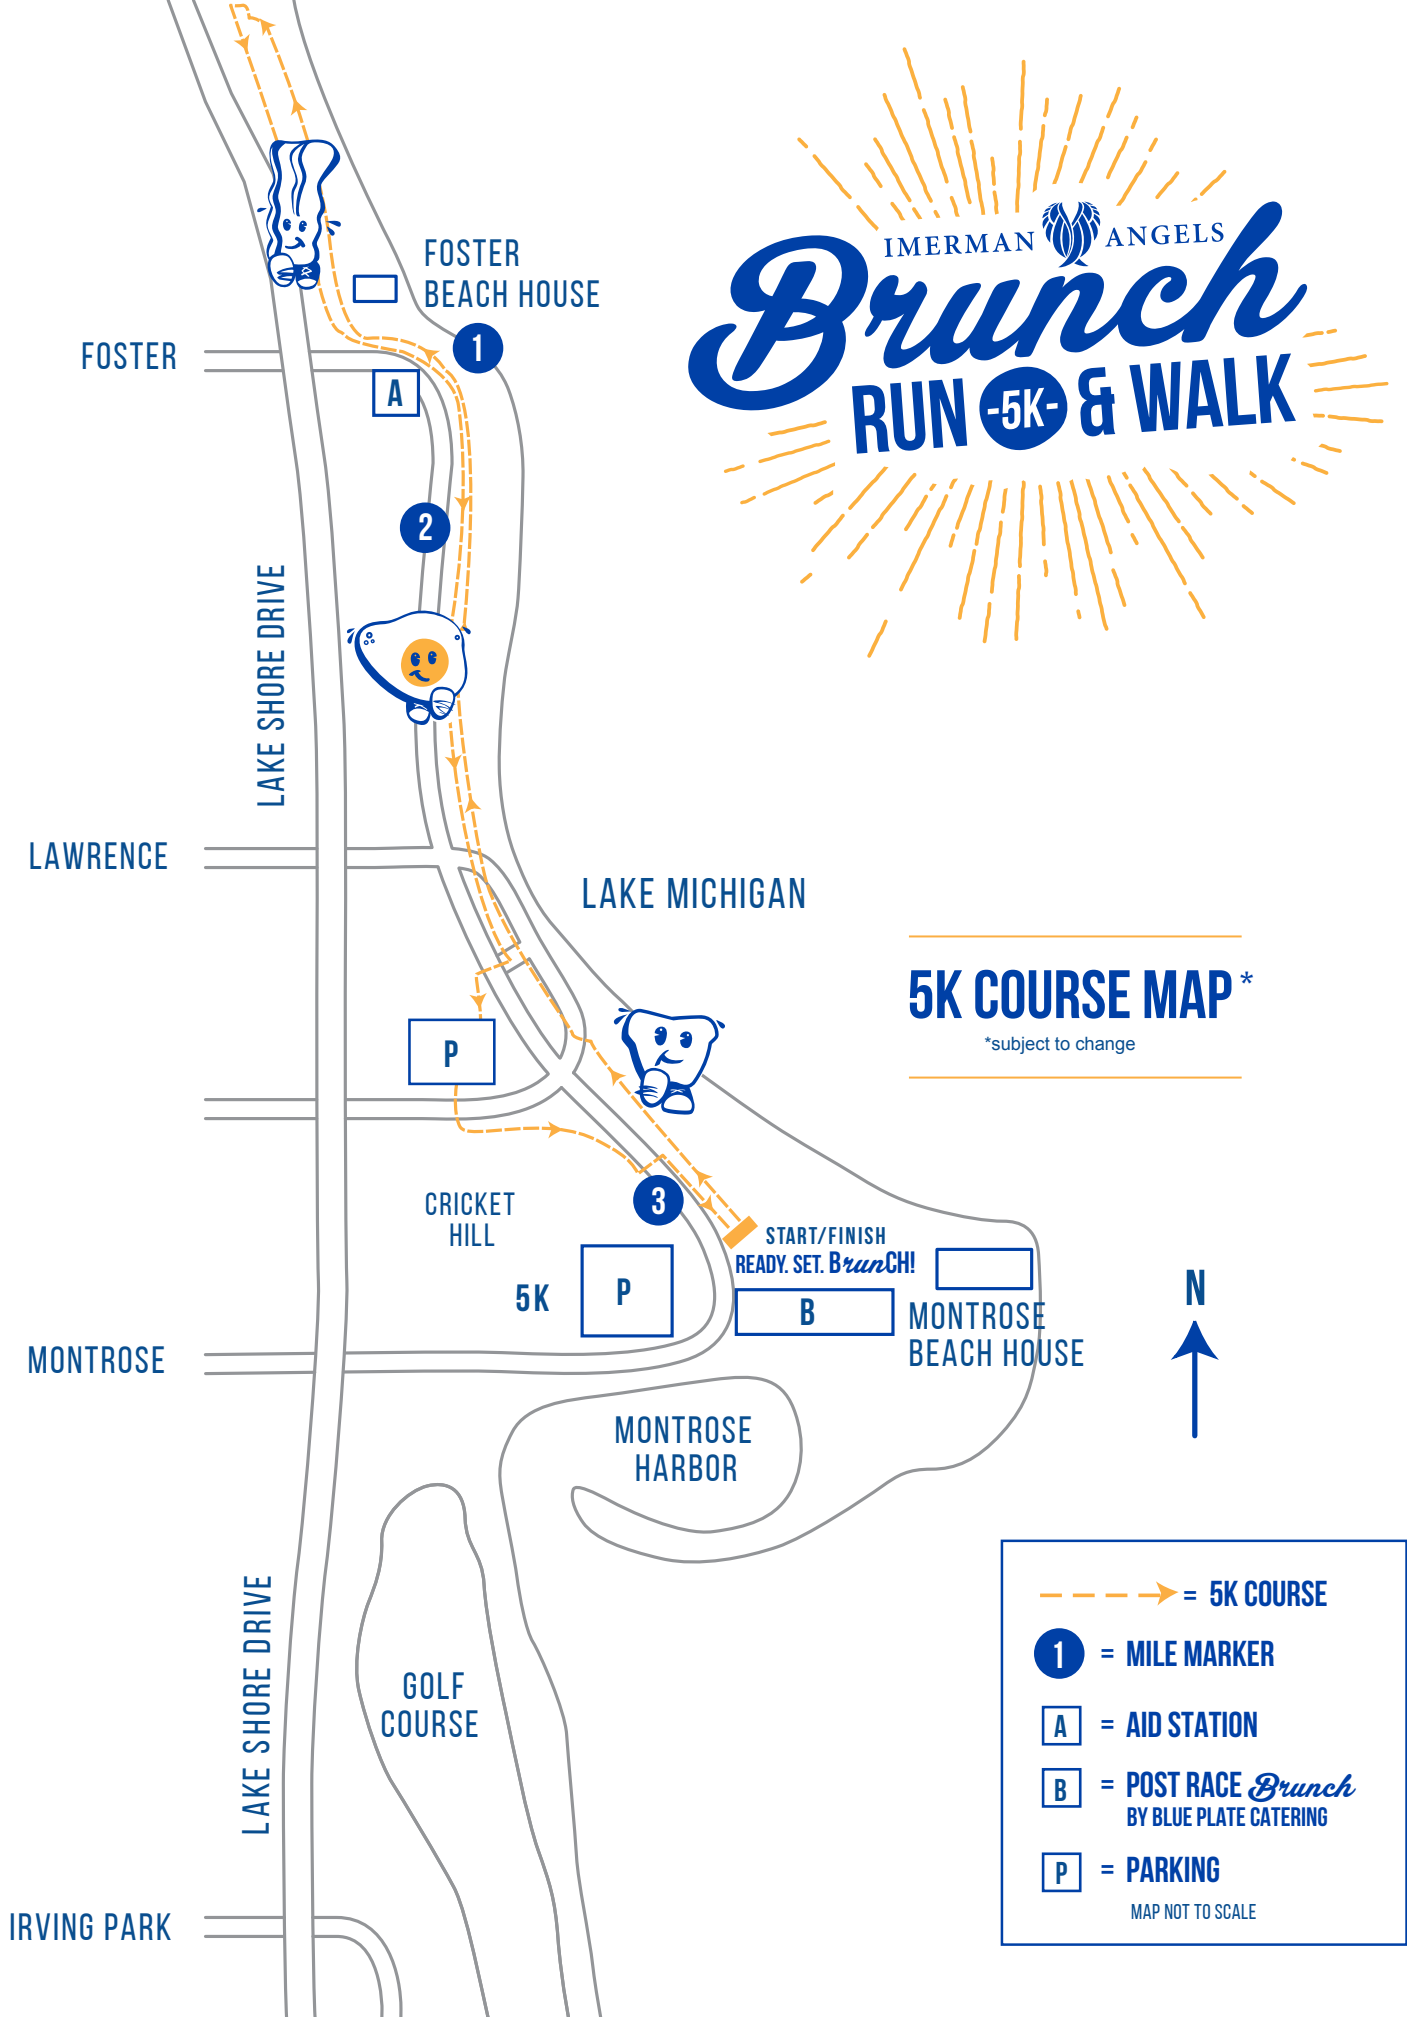 IMERMAN ANGELS
Brunch
RUN -5K- & WALK
FOSTER
BEACH HOUSE
1
FOSTER
A
2
LAKE SHORE DRIVE
LAWRENCE
LAKE MICHIGAN
5K COURSE MAP*
*subject to change
P
CRICKET
HILL
3
START/FINISH
READY. SET. BrunCH!
5K
P
B
MONTROSE
BEACH HOUSE
N
MONTROSE
MONTROSE
HARBOR
LAKE SHORE DRIVE
GOLF
COURSE
IRVING PARK
= 5K COURSE
1 = MILE MARKER
A = AID STATION
B = POST RACE Brunch
BY BLUE PLATE CATERING
P = PARKING
MAP NOT TO SCALE